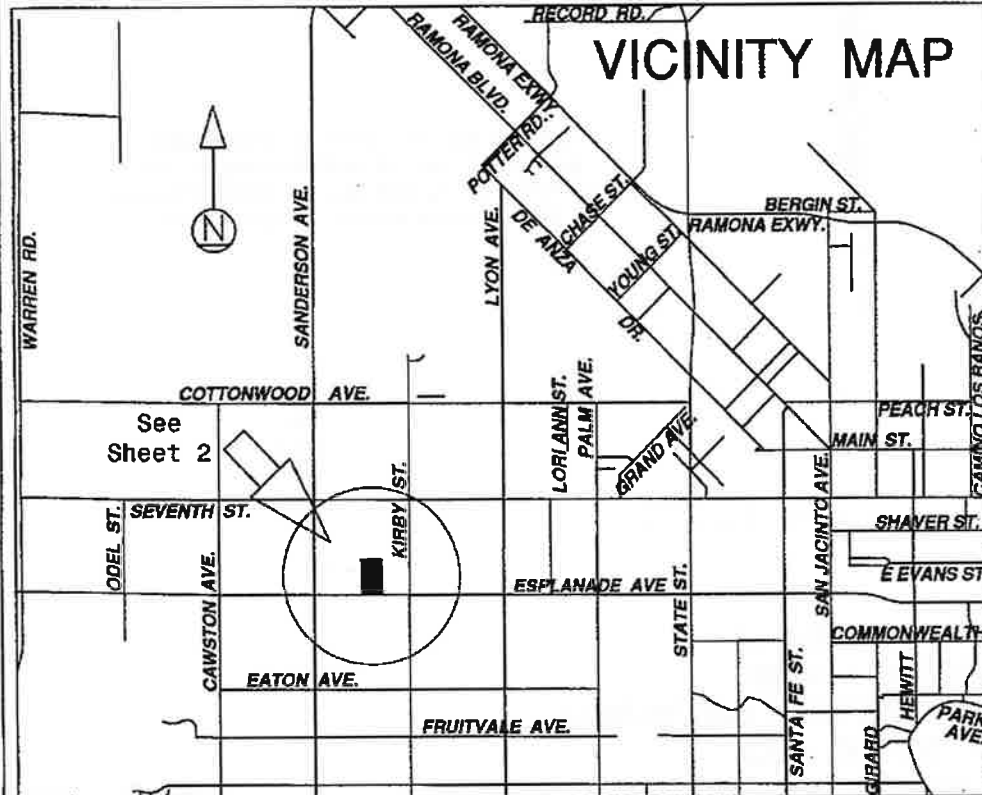 RECORD RD.
VICINITY MAP
RAMONA EXWY
RAMONA BLVD.
POTTER RD.
CHASE ST.
YOUNG ST.
DE ANZA
DR.
BERGIN ST.
RAMONA EXWY.
N
WARREN RD.
SANDERSON AVE.
LYON AVE.
COTTONWOOD AVE.
LORI ANN ST.
PALM AVE.
GRAND AVE.
PEACH ST.
MAIN ST.
CAMINO LOS BANOS
See
Sheet 2
KIRBY ST.
SEVENTH ST.
ODEL ST.
CAWSTON AVE.
ESPLANADE AVE
STATE ST.
SAN JACINTO AVE.
SHAVER ST.
E EVANS ST
COMMONWEALTH
EATON AVE.
FRUITVALE AVE.
SANTA FE ST.
GIRARD
HEWITT
PARK
AVE.